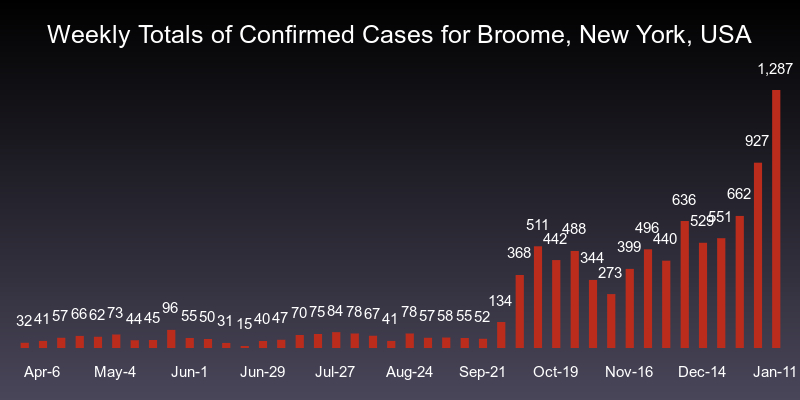 Weekly Totals of Confirmed Cases for Broome, New York, USA
32 41 57 66 62 73 44 45 96 55 50 31 15 40 47 70 75 84 78 67 41 78 57 58 55 52 134 368 511 442 488 344 273 399 496 440 636 529 551 662 927 1,287
Apr-6 May-4 Jun-1 Jun-29 Jul-27 Aug-24 Sep-21 Oct-19 Nov-16 Dec-14 Jan-11